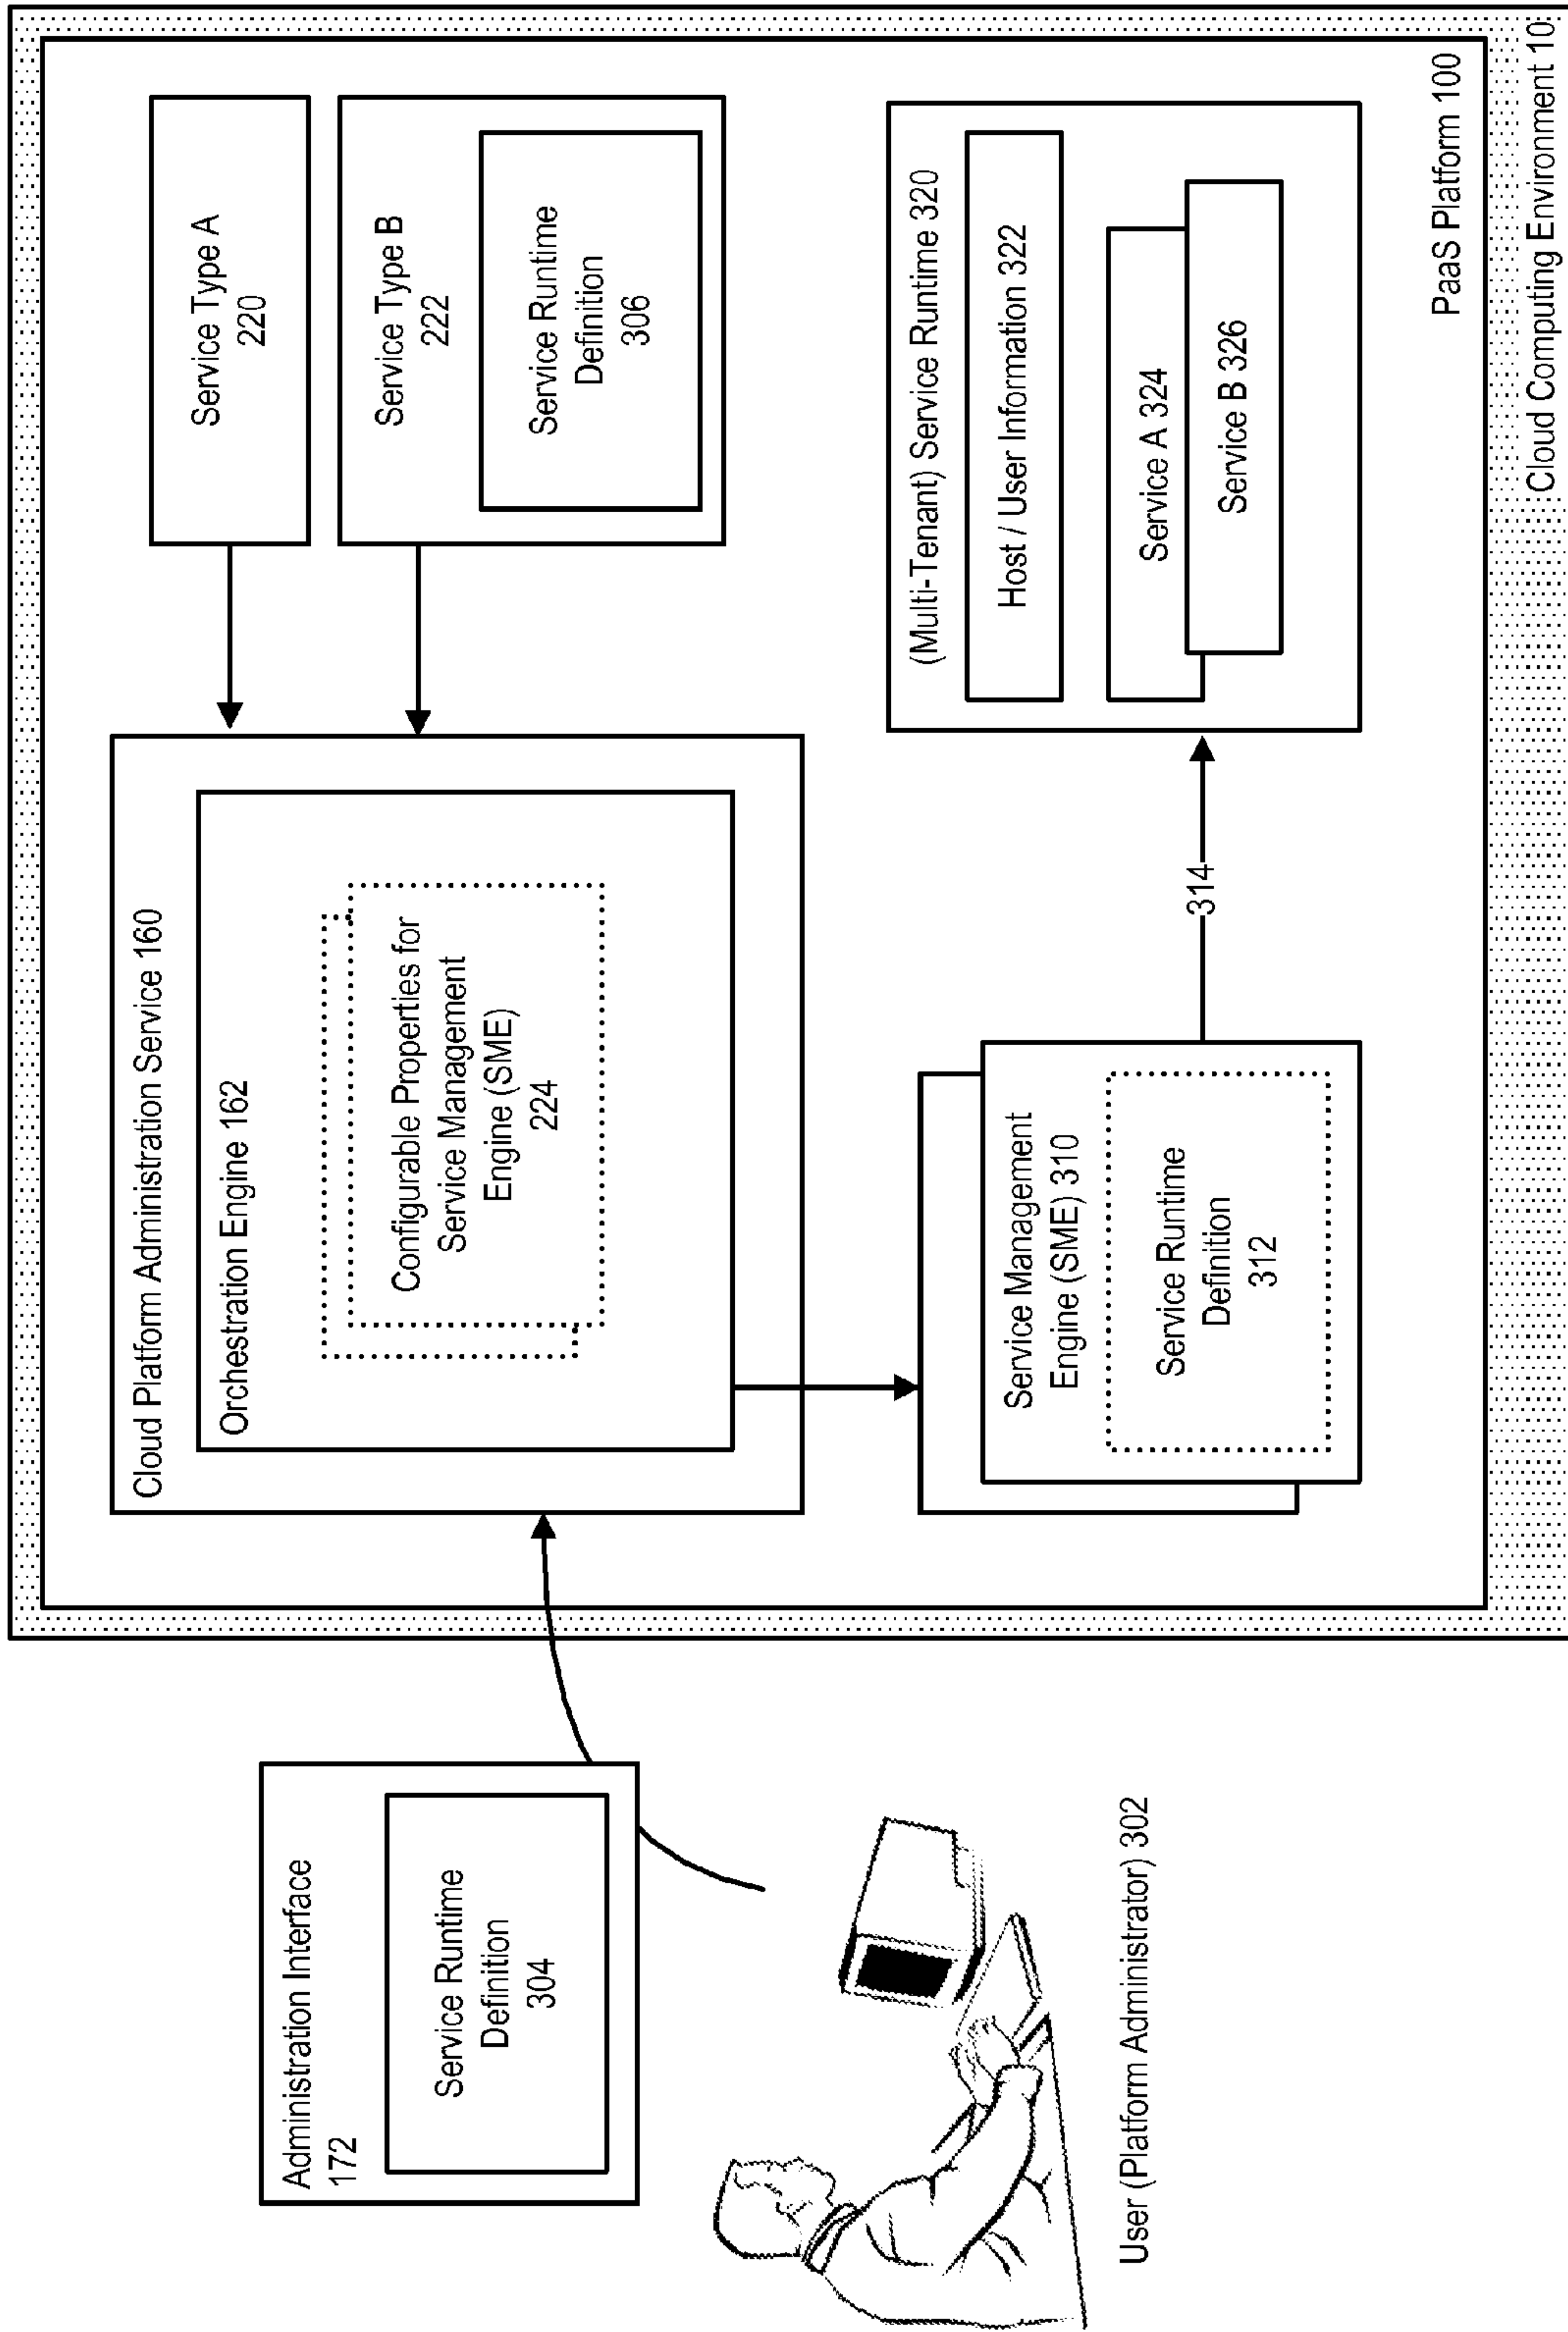 Administration Interface
172
Service Runtime
Definition
304
User (Platform Administrator) 302
Cloud Platform Administration Service 160
Orchestration Engine 162
Configurable Properties for
Service Management
Engine (SME)
224
Service Type A
220
Service Type B
222
Service Runtime
Definition
306
Service Management
Engine (SME) 310
Service Runtime
Definition
312
314
(Multi-Tenant) Service Runtime 320
Host / User Information 322
Service A 324
Service B 326
PaaS Platform 100
Cloud Computing Environment 10